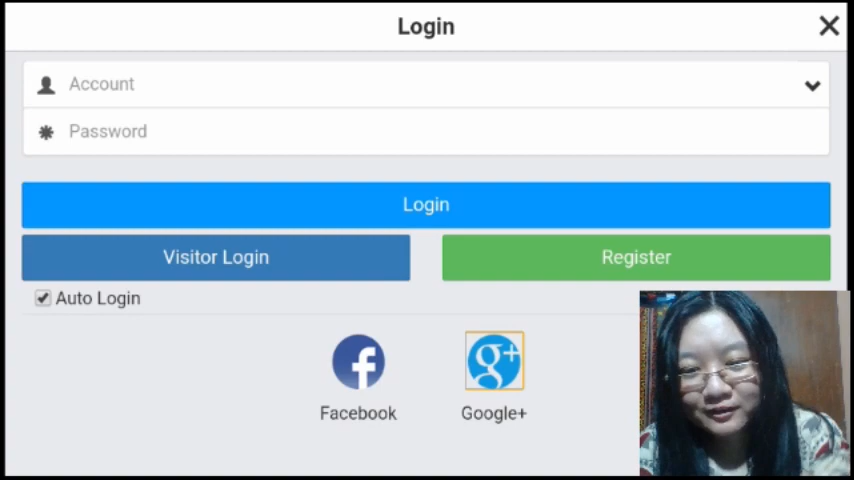 Login
Account
Password
Login
Visitor Login
Register
Auto Login
g+
Facebook
Google+